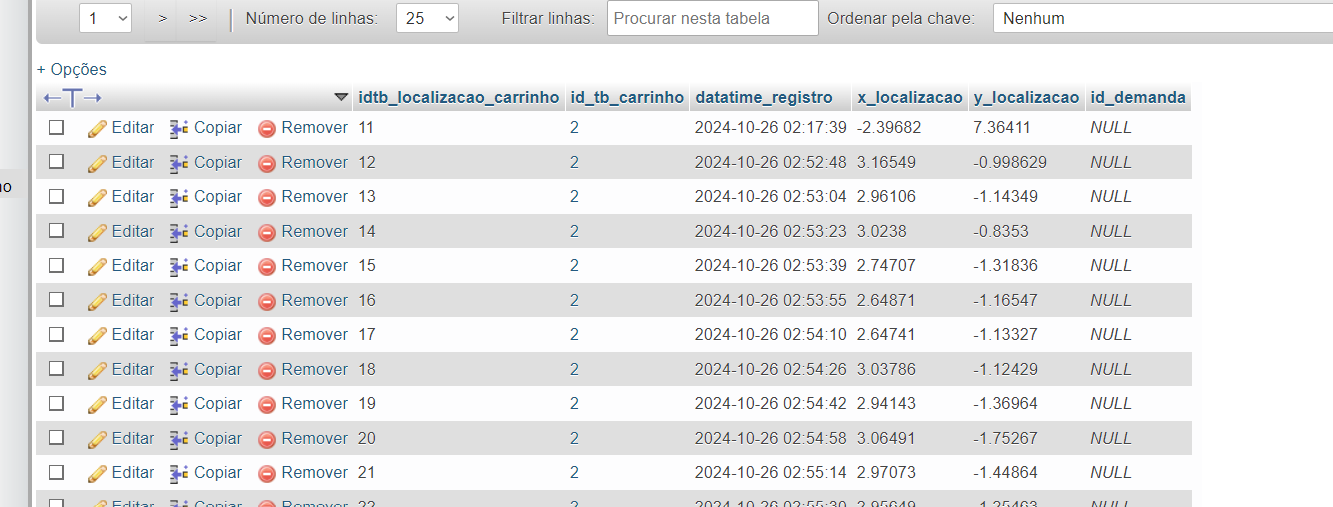 1 > >> Número de linhas: 25 Filtrar linhas: Procurar nesta tabela Ordenar pela chave: Nenhum
+ Opções
←T→ idtb_localizacao_carrinho id_tb_carrinho datatime_registro x_localizacao y_localizacao id_demanda
Editar Copiar Remover 11 2 2024-10-26 02:17:39 -2.39682 7.36411 NULL
Editar Copiar Remover 12 2 2024-10-26 02:52:48 3.16549 -0.998629 NULL
Editar Copiar Remover 13 2 2024-10-26 02:53:04 2.96106 -1.14349 NULL
Editar Copiar Remover 14 2 2024-10-26 02:53:23 3.0238 -0.8353 NULL
Editar Copiar Remover 15 2 2024-10-26 02:53:39 2.74707 -1.31836 NULL
Editar Copiar Remover 16 2 2024-10-26 02:53:55 2.64871 -1.16547 NULL
Editar Copiar Remover 17 2 2024-10-26 02:54:10 2.64741 -1.13327 NULL
Editar Copiar Remover 18 2 2024-10-26 02:54:26 3.03786 -1.12429 NULL
Editar Copiar Remover 19 2 2024-10-26 02:54:42 2.94143 -1.36964 NULL
Editar Copiar Remover 20 2 2024-10-26 02:54:58 3.06491 -1.75267 NULL
Editar Copiar Remover 21 2 2024-10-26 02:55:14 2.97073 -1.44864 NULL
Editar Copiar Remover 22 2 NULL